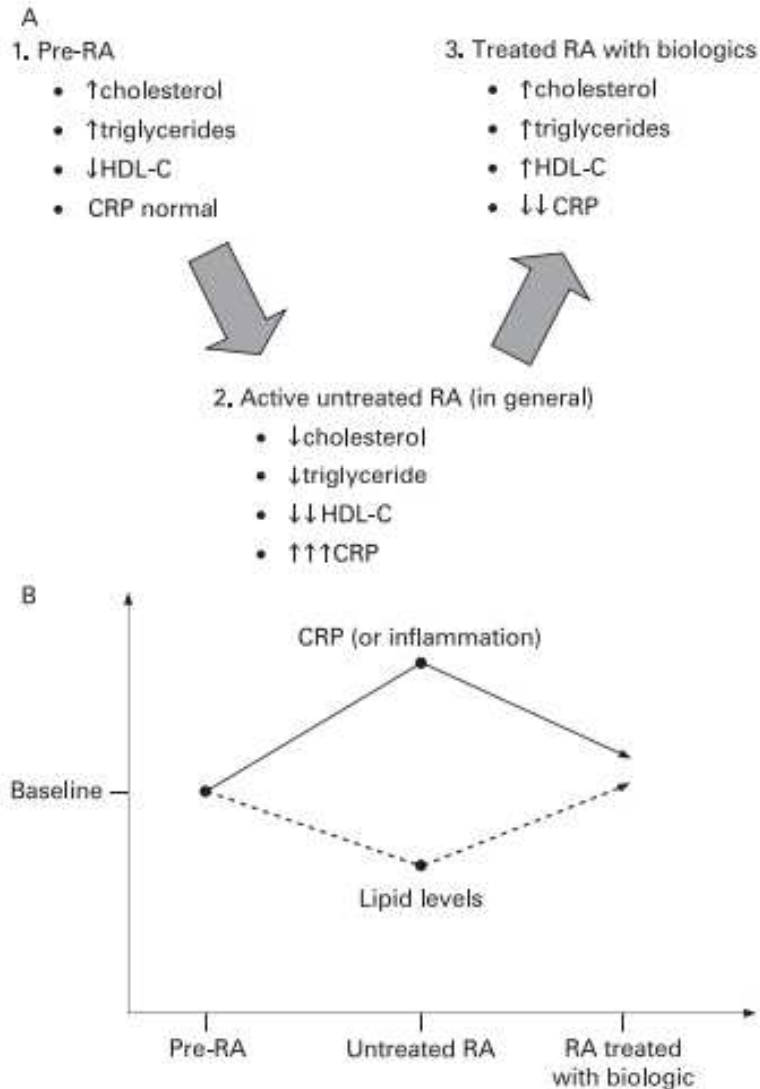 A
1. Pre-RA
• ↑cholesterol
• ↑triglycerides
• ↓HDL-C
• CRP normal
3. Treated RA with biologics
• ↑cholesterol
• ↑triglycerides
• ↑HDL-C
• ↓↓CRP
2. Active untreated RA (in general)
• ↓cholesterol
• ↓triglyceride
• ↓↓HDL-C
• ↑↑↑CRP
B
CRP (or inflammation)
Baseline
Lipid levels
Pre-RA
Untreated RA
RA treated
with biologic